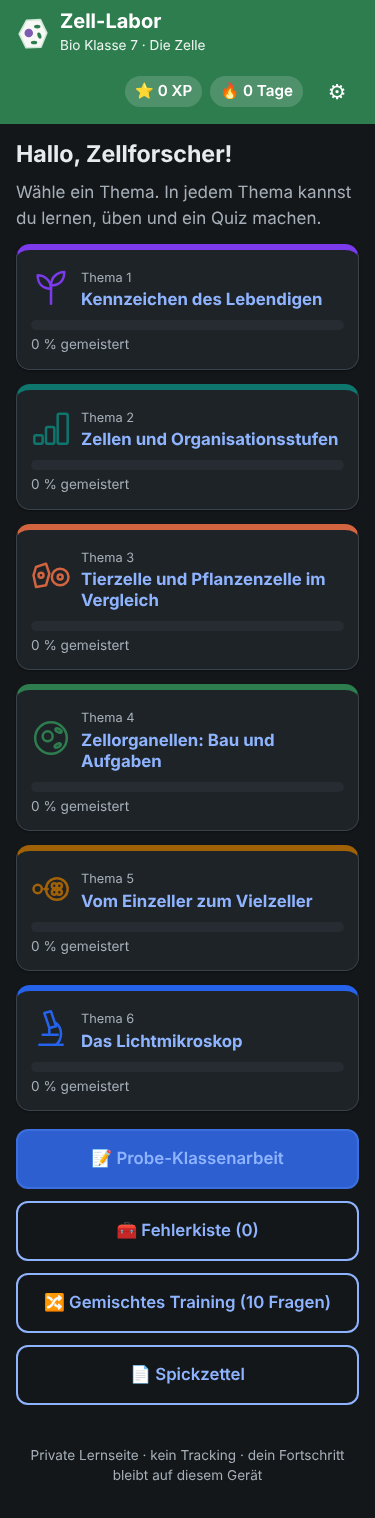 Zell-Labor
Bio Klasse 7 · Die Zelle
⭐ 0 XP
🔥 0 Tage
⚙
Hallo, Zellforscher!
Wähle ein Thema. In jedem Thema kannst
du lernen, üben und ein Quiz machen.
Thema 1
Kennzeichen des Lebendigen
0 % gemeistert
Thema 2
Zellen und Organisationsstufen
0 % gemeistert
Thema 3
Tierzelle und Pflanzenzelle im
Vergleich
0 % gemeistert
Thema 4
Zellorganellen: Bau und
Aufgaben
0 % gemeistert
Thema 5
Vom Einzeller zum Vielzeller
0 % gemeistert
Thema 6
Das Lichtmikroskop
0 % gemeistert
📝 Probe-Klassenarbeit
🧰 Fehlerkiste (0)
🔀 Gemischtes Training (10 Fragen)
📄 Spickzettel
Private Lernseite · kein Tracking · dein Fortschritt
bleibt auf diesem Gerät